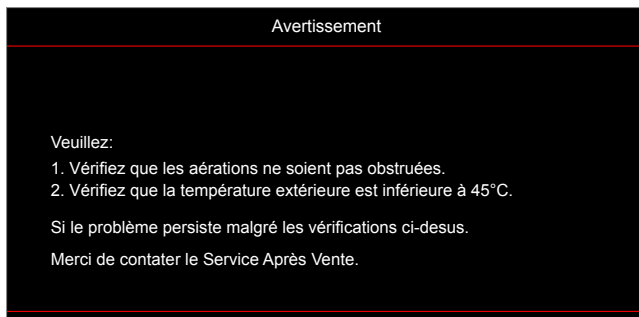 Avertissement
Veuillez:
1. Vérifiez que les aérations ne soient pas obstruées.
2. Vérifiez que la température extérieure est inférieure à 45°C.
Si le problème persiste malgré les vérifications ci-desus.
Merci de contater le Service Après Vente.